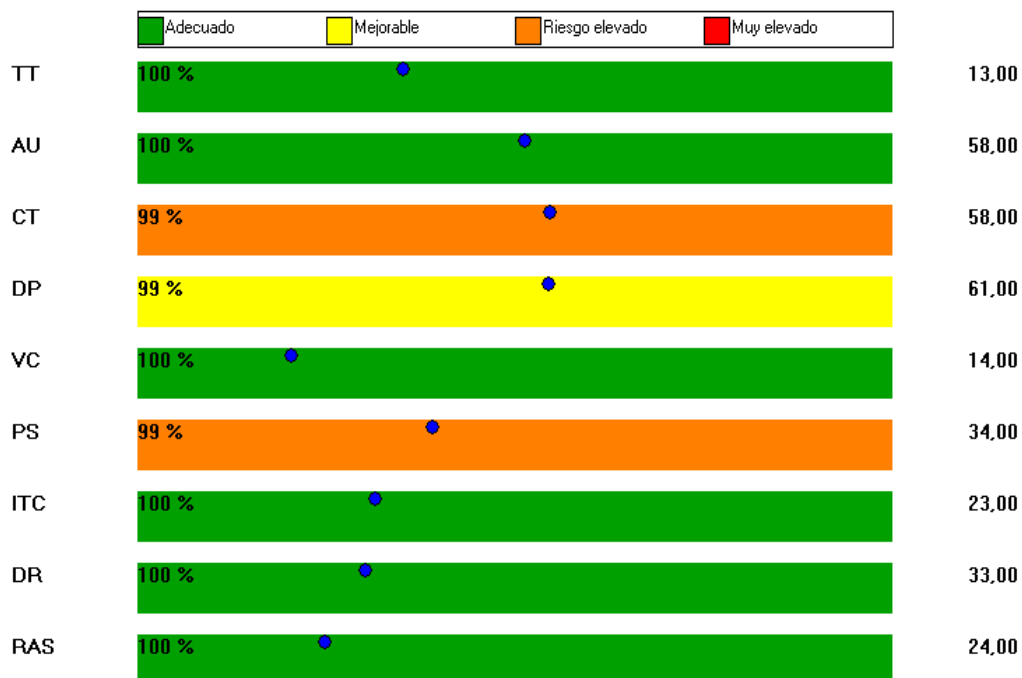 Adecuado Mejorable Riesgo elevado Muy elevado
TT 100 % 13,00
AU 100 % 58,00
CT 99 % 58,00
DP 99 % 61,00
VC 100 % 14,00
PS 99 % 34,00
ITC 100 % 23,00
DR 100 % 33,00
RAS 100 % 24,00